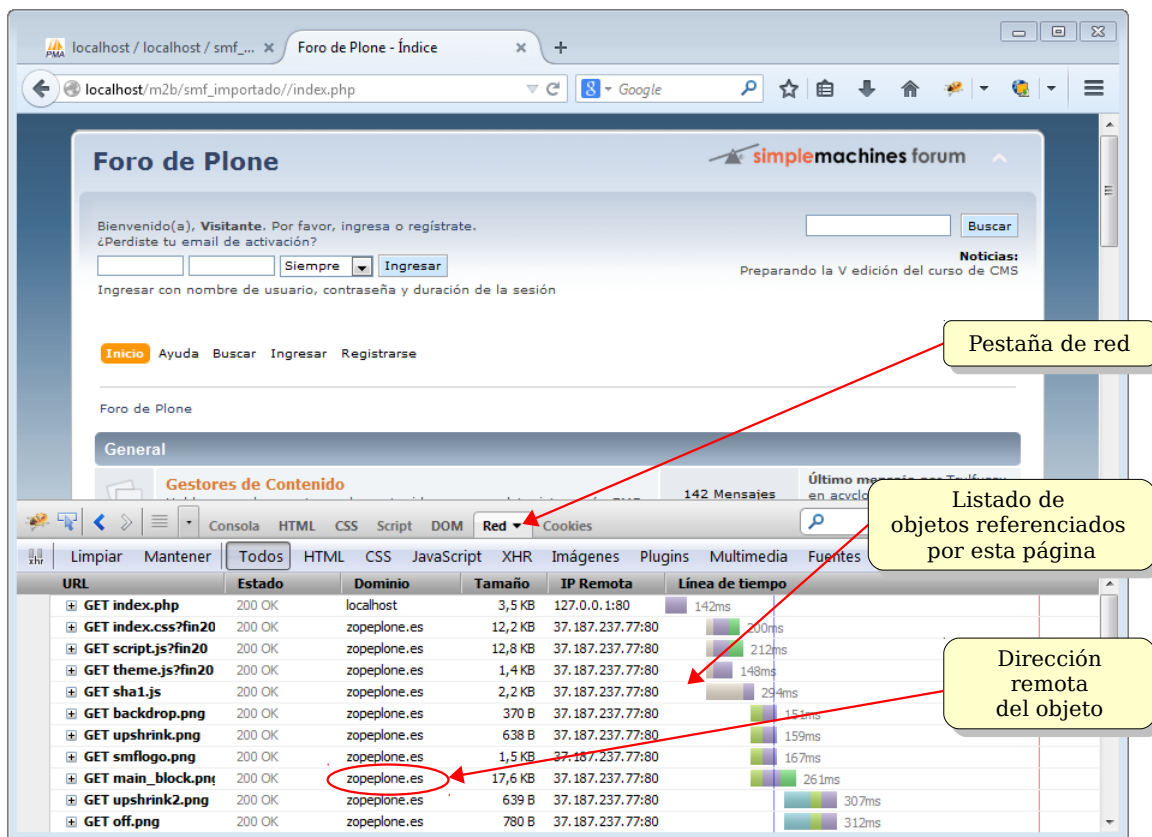 PMA localhost / localhost / smf_... × Foro de Plone - Índice × +
localhost/m2b/smf_importado//index.php 8 Google
Foro de Plone
simplemachines forum
Bienvenido(a), Visitante. Por favor, ingresa o regístrate.
¿Perdiste tu email de activación?
Buscar
Siempre Ingresar
Noticias:
Preparando la V edición del curso de CMS
Ingresar con nombre de usuario, contraseña y duración de la sesión
Pestaña de red
Inicio Ayuda Buscar Ingresar Registrarse
Foro de Plone
General
Gestores de Contenido
142 Mensajes
Último
Listado de
objetos referenciados
por esta página
Consola HTML CSS Script DOM Red Cookies
xhr Limpiar Mantener Todos HTML CSS JavaScript XHR Imágenes Plugins Multimedia Fuentes
URL Estado Dominio Tamaño IP Remota Línea de tiempo
GET index.php 200 OK localhost 3,5 KB 127.0.0.1:80 142ms
GET index.css?fin20 200 OK zopeplone.es 12,2 KB 37.187.237.77:80 200ms
GET script.js?fin20 200 OK zopeplone.es 12,8 KB 37.187.237.77:80 212ms
GET theme.js?fin20 200 OK zopeplone.es 1,4 KB 37.187.237.77:80 148ms
GET sha1.js 200 OK zopeplone.es 2,2 KB 37.187.237.77:80 294ms
GET backdrop.png 200 OK zopeplone.es 370 B 37.187.237.77:80 151ms
GET upshrink.png 200 OK zopeplone.es 638 B 37.187.237.77:80 159ms
GET smflogo.png 200 OK zopeplone.es 1,5 KB 37.187.237.77:80 167ms
GET main_block.png 200 OK zopeplone.es 17,6 KB 37.187.237.77:80 261ms
GET upshrink2.png 200 OK zopeplone.es 639 B 37.187.237.77:80 307ms
GET off.png 200 OK zopeplone.es 780 B 37.187.237.77:80 312ms
Dirección
remota
del objeto